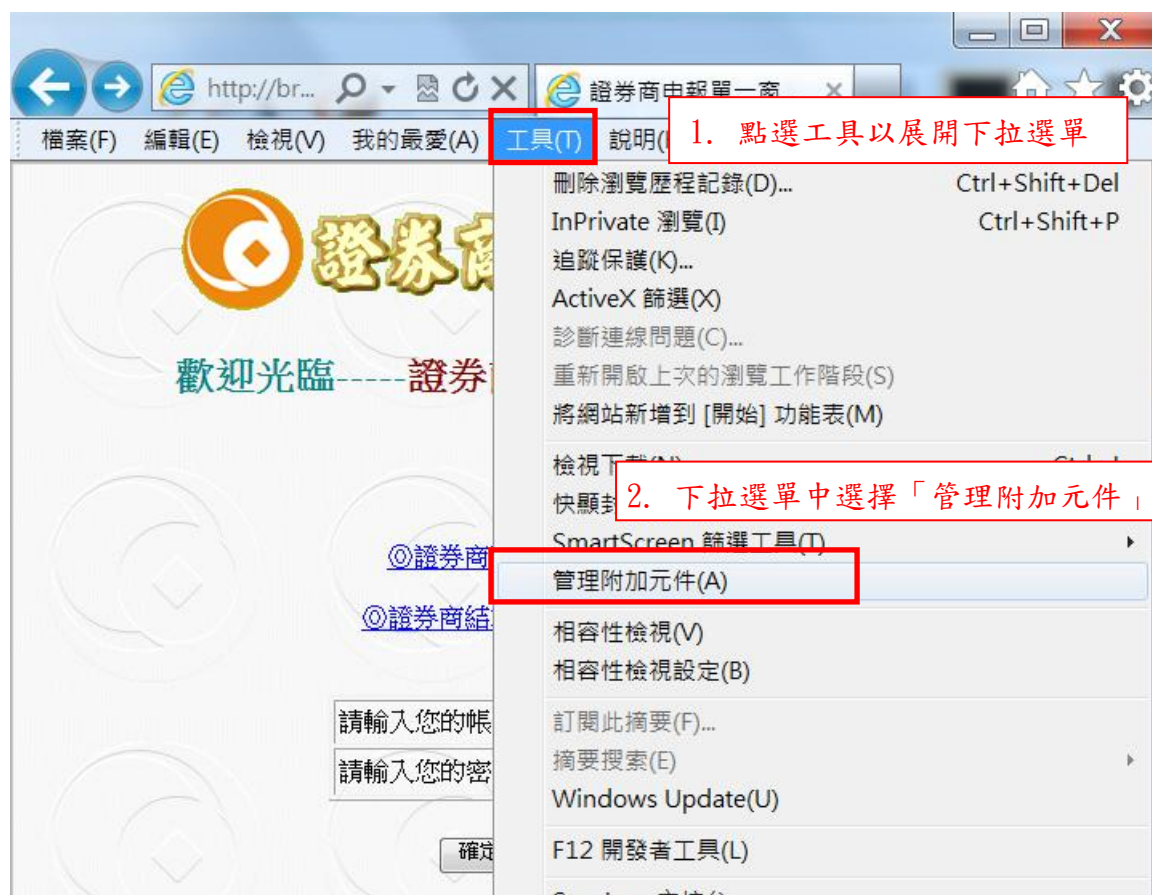 http://br...
證券商申報單一商
檔案(F) 編輯(E) 檢視(V) 我的最愛(A) 工具(T) 說明(
1. 點選工具以展開下拉選單
刪除瀏覽歷程記錄(D)... Ctrl+Shift+Del
InPrivate 瀏覽(I) Ctrl+Shift+P
追蹤保護(K)...
ActiveX 篩選(X)
診斷連線問題(C)...
重新開啟上次的瀏覽工作階段(S)
將網站新增到 [開始] 功能表(M)
檢視下載(N)
快顯封
2. 下拉選單中選擇「管理附加元件」
SmartScreen 篩選工具(T)
管理附加元件(A)
相容性檢視(V)
相容性檢視設定(B)
訂閱此摘要(F)...
摘要搜索(E)
Windows Update(U)
F12 開發者工具(L)
證券商
歡迎光臨-----證券
◎證券商
◎證券商結
請輸入您的帳
請輸入您的密
確定